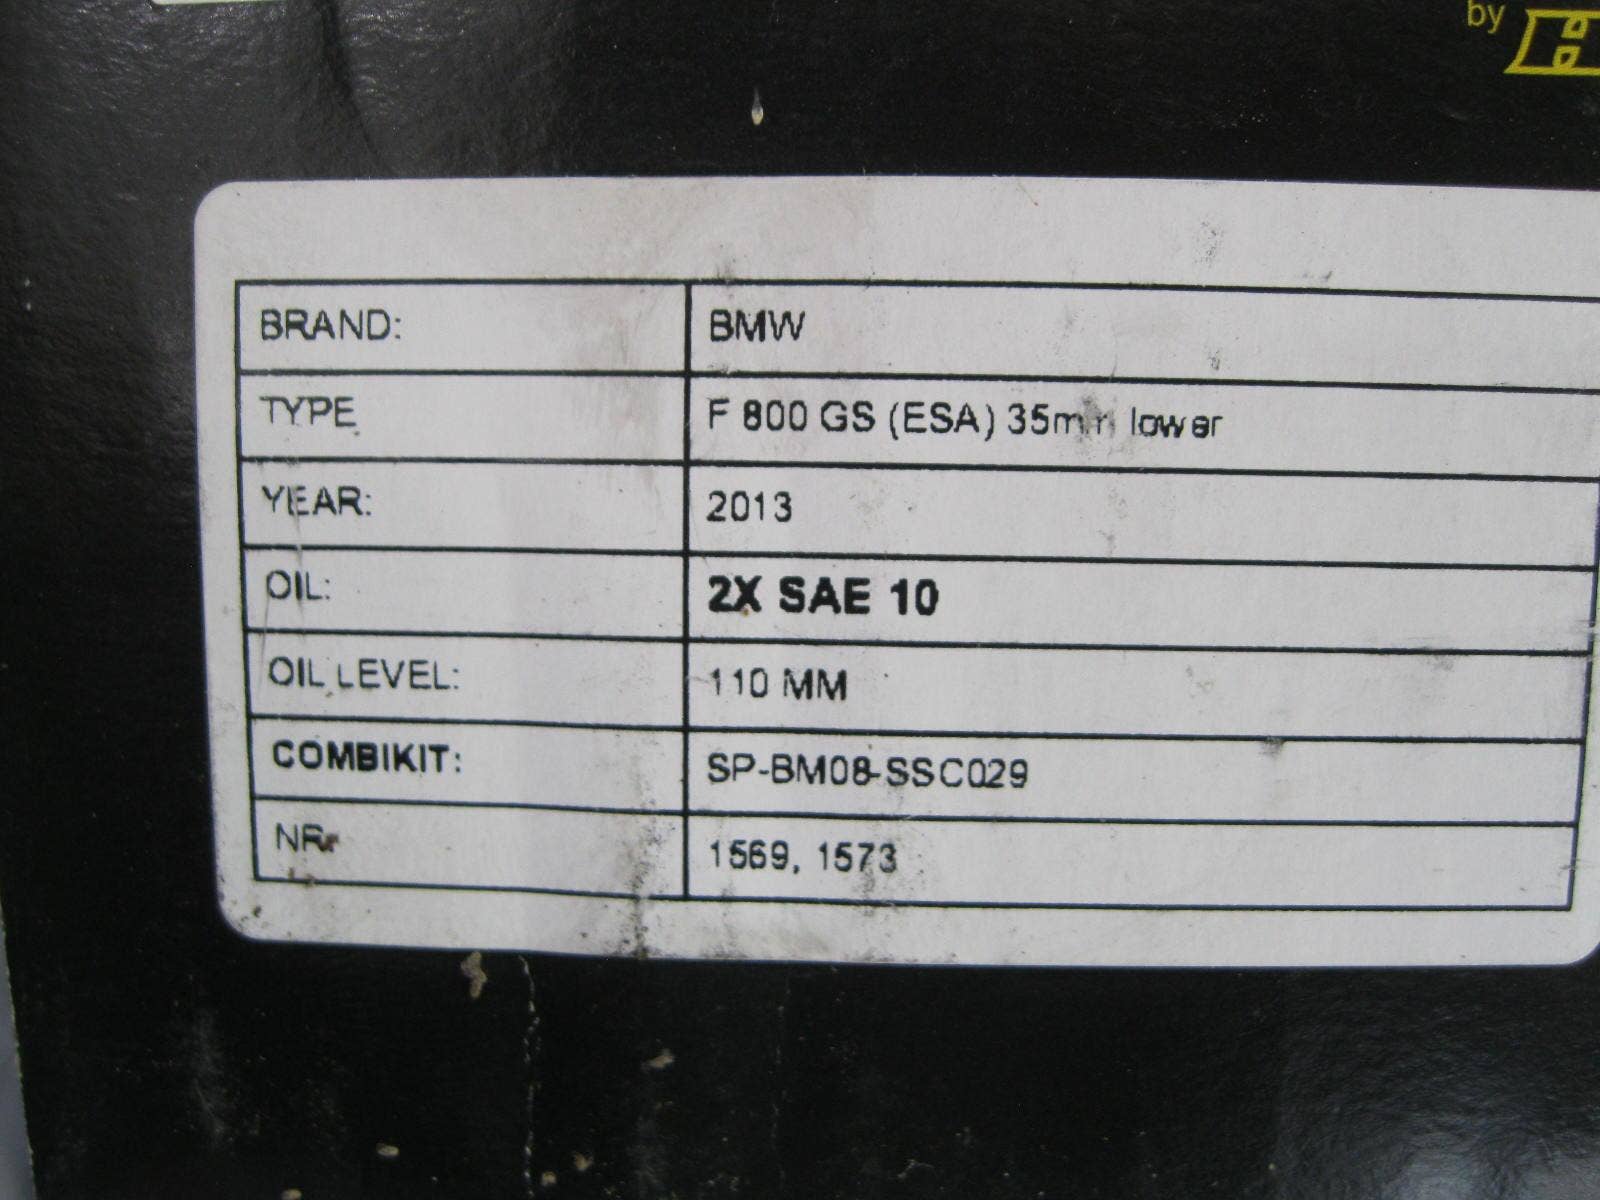 by
BRAND: BMW
TYPE F 800 GS (ESA) 35mm lower
YEAR: 2013
OIL: 2X SAE 10
OIL LEVEL: 110 MM
COMBIKIT: SP-BM08-SSC029
NR. 1569, 1573